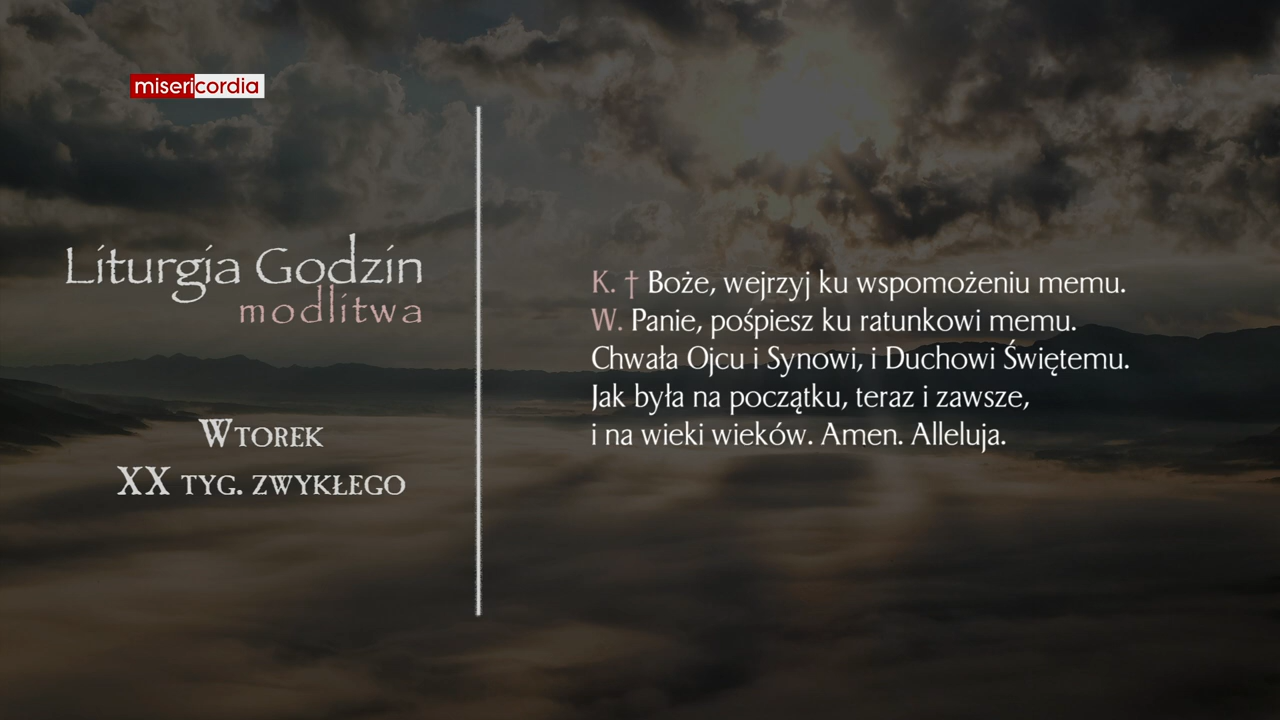 misericordia
Liturgia Godzin
modlitwa
Wtorek
XX tyg. zwykłego
K. † Boże, wejrzyj ku wspomożeniu memu.
W. Panie, pośpiesz ku ratunkowi memu.
Chwała Ojcu i Synowi, i Duchowi Świętemu.
Jak była na początku, teraz i zawsze,
i na wieki wieków. Amen. Alleluja.